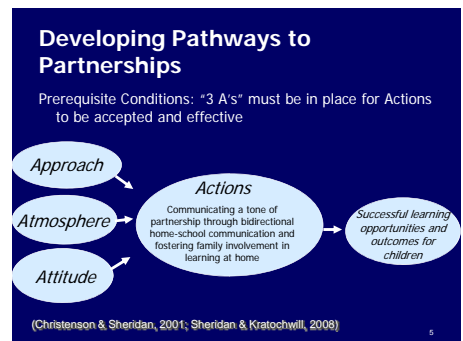 Developing Pathways to
Partnerships
Prerequisite Conditions: "3 A's" must be in place for Actions
to be accepted and effective
Approach
Atmosphere
Attitude
Actions
Communicating a tone of
partnership through bidirectional
home-school communication and
fostering family involvement in
learning at home
Successful learning
opportunities and
outcomes for
children
(Christenson & Sheridan, 2001; Sheridan & Kratochwill, 2008)
5